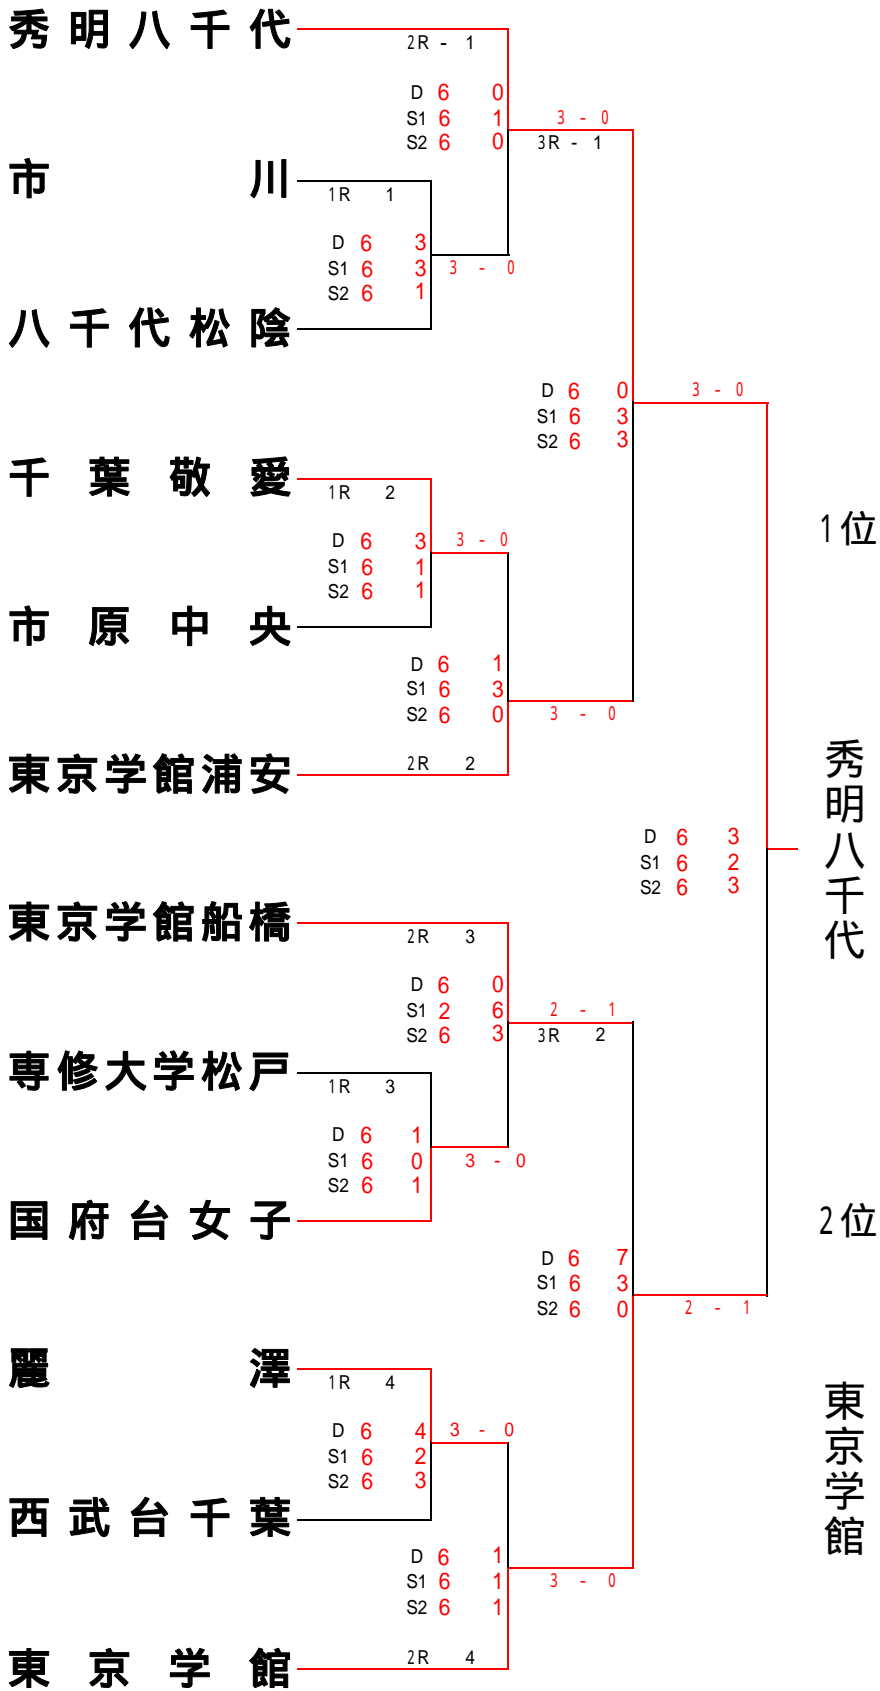 秀明八千代
2R - 1
D 6 0
S1 6 1
S2 6 0
3 - 0
3R - 1
市川
1R 1
D 6 3
S1 6 3
S2 6 1
3 - 0
八千代松陰
D 6 0
S1 6 3
S2 6 3
3 - 0
千葉敬愛
1R 2
D 6 3
S1 6 1
S2 6 1
3 - 0
1位
市原中央
D 6 1
S1 6 3
S2 6 0
3 - 0
2R 2
東京学館浦安
秀明八千代
D 6 3
S1 6 2
S2 6 3
東京学館船橋
2R 3
D 6 0
S1 2 6
S2 6 3
2 - 1
3R 2
専修大学松戸
1R 3
D 6 1
S1 6 0
S2 6 1
3 - 0
国府台女子
2位
D 6 7
S1 6 3
S2 6 0
2 - 1
麗澤
1R 4
D 6 4
S1 6 2
S2 6 3
3 - 0
東京学館
西武台千葉
D 6 1
S1 6 1
S2 6 1
3 - 0
2R 4
東京学館